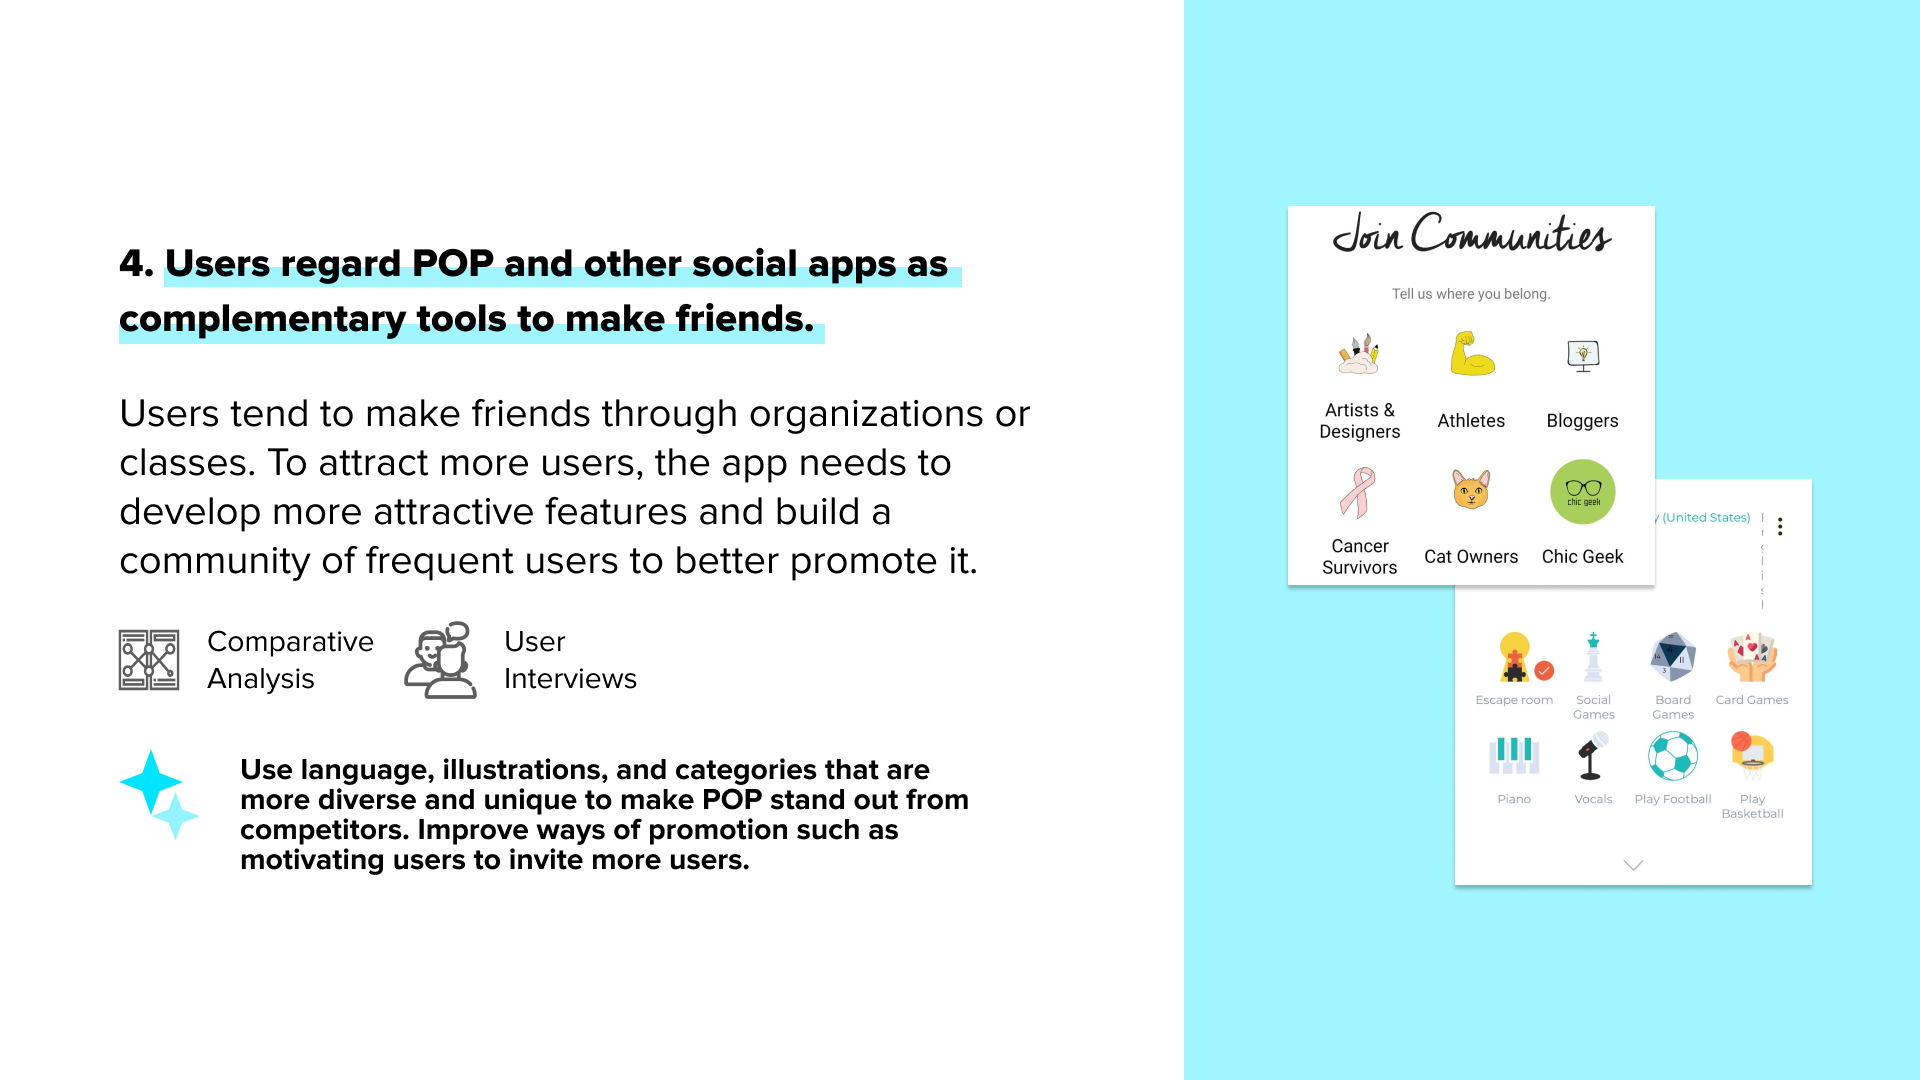 4. Users regard POP and other social apps as
complementary tools to make friends.
Users tend to make friends through organizations or
classes. To attract more users, the app needs to
develop more attractive features and build a
community of frequent users to better promote it.
Comparative
Analysis
User
Interviews
Use language, illustrations, and categories that are
more diverse and unique to make POP stand out from
competitors. Improve ways of promotion such as
motivating users to invite more users.
Join Communities
Tell us where you belong.
Artists &
Designers
Athletes
Bloggers
chic geek
Cancer
Survivors
Cat Owners
Chic Geek
(United States)
Escape room
Social
Games
Board
Games
Card Games
Piano
Vocals
Play Football
Play
Basketball